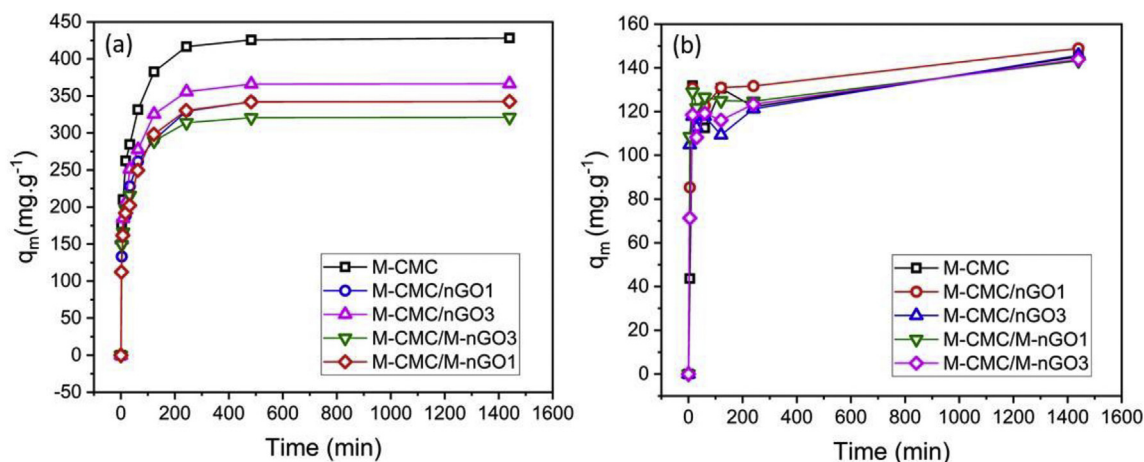 (a)
450
400
350
300
250
200
150
100
50
0
-50
q_m(mg.g⁻¹)
M-CMC
M-CMC/nGO1
M-CMC/nGO3
M-CMC/M-nGO3
M-CMC/M-nGO1
0 200 400 600 800 1000 1200 1400 1600
Time (min)
(b)
160
140
120
100
80
60
40
20
0
q_m (mg.g⁻¹)
M-CMC
M-CMC/nGO1
M-CMC/nGO3
M-CMC/M-nGO1
M-CMC/M-nGO3
0 200 400 600 800 1000 1200 1400 1600
Time (min)